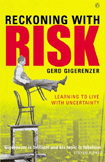 RECKONING WITH
RISK
GERD GIGERENZER
LEARNING TO LIVE
WITH UNCERTAINTY